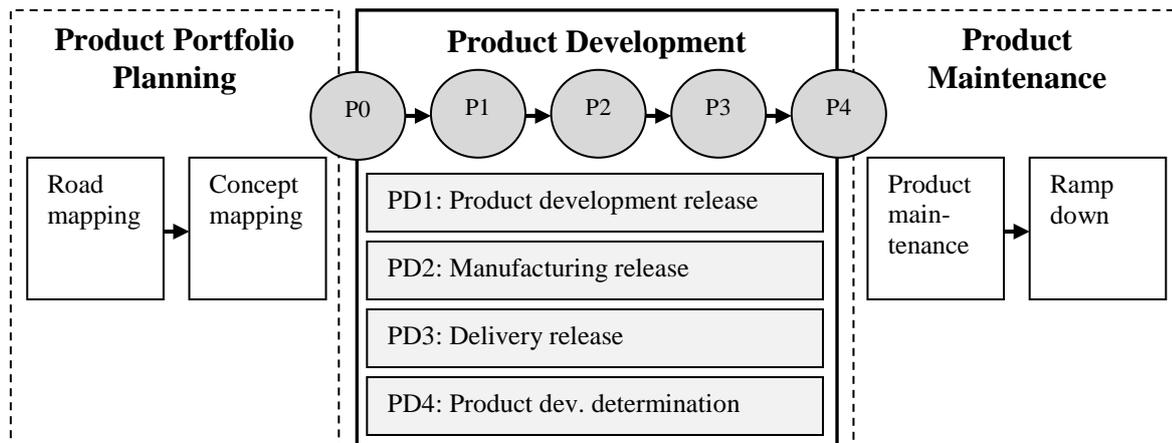 Product Portfolio
Planning
Road
mapping
Concept
mapping
Product Development
P0
P1
P2
P3
P4
PD1: Product development release
PD2: Manufacturing release
PD3: Delivery release
PD4: Product dev. determination
Product
Maintenance
Product
main-
tenance
Ramp
down